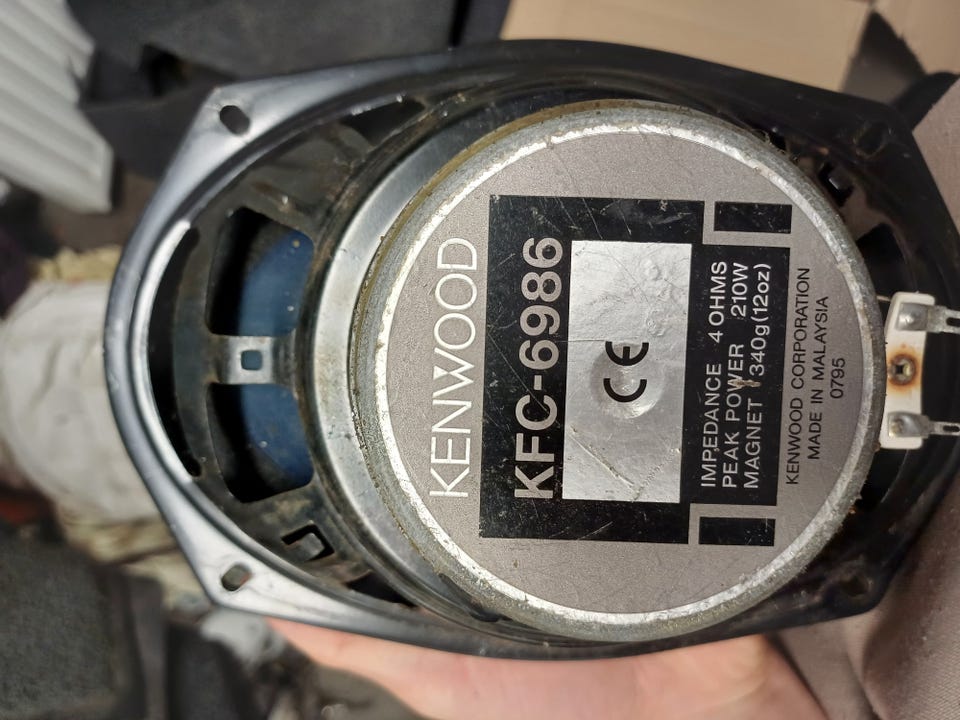 KENWOOD
KFC-6986
CE
IMPEDANCE 4 OHMS
PEAK POWER 210W
MAGNET 340g(12oz)
KENWOOD CORPORATION
MADE IN MALAYSIA
0795